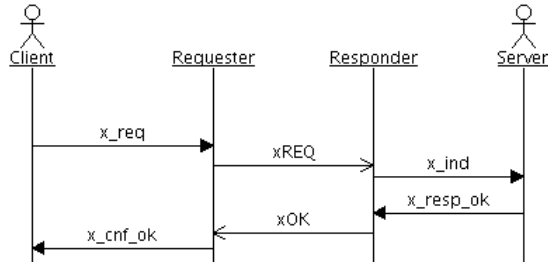 Client Requester Responder Server
x_req
xREQ
x_ind
x_resp_ok
xOK
x_cnf_ok